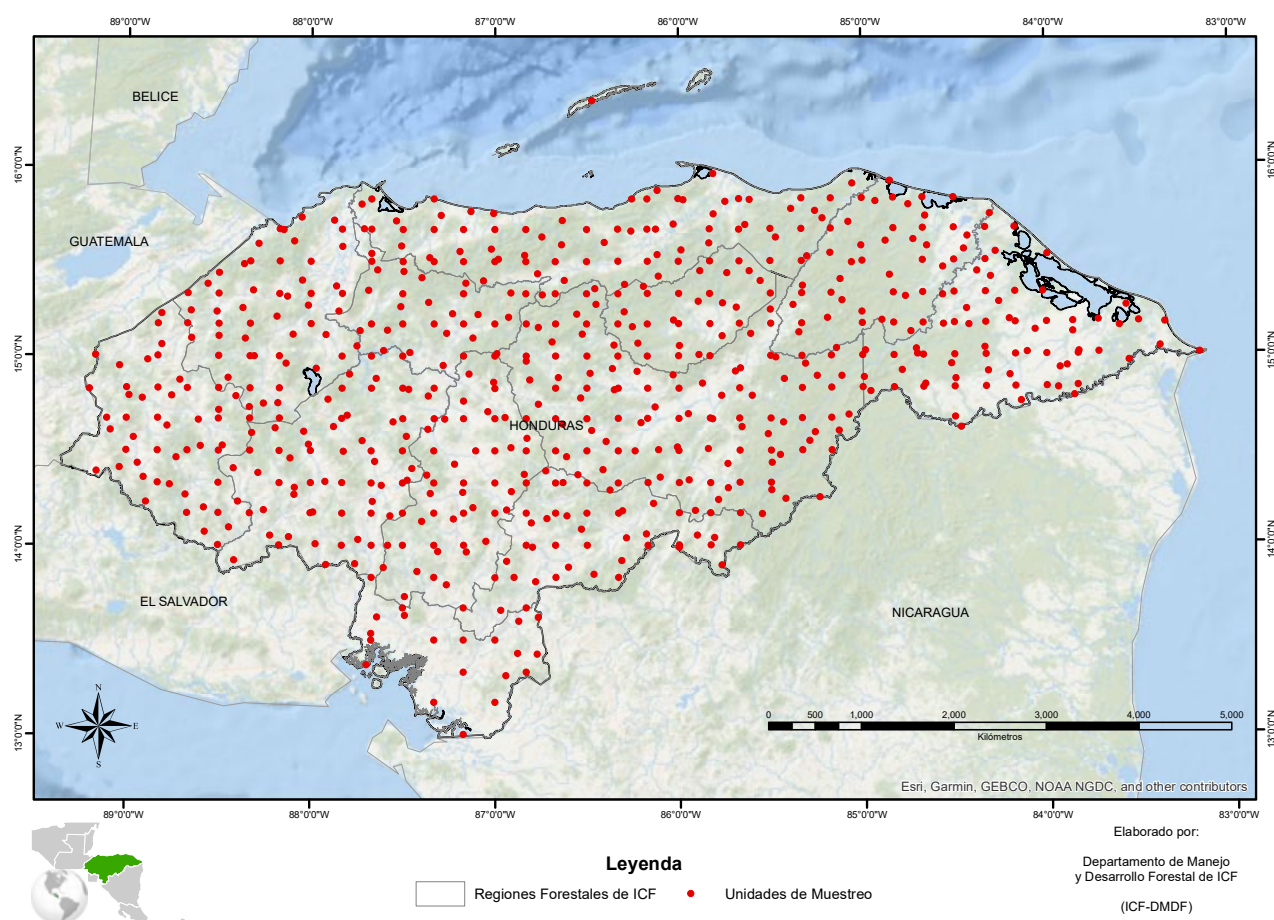 89°0'0"W 88°0'0"W 87°0'0"W 86°0'0"W 85°0'0"W 84°0'0"W 83°0'0"W
BELICE
16°0'0"N 16°0'0"N
GUATEMALA
15°0'0"N 15°0'0"N
HONDURAS
14°0'0"N 14°0'0"N
EL SALVADOR
NICARAGUA
N
W E
S
0 500 1,000 2,000 3,000 4,000 5,000
Kilómetros
13°0'0"N 13°0'0"N
Esri, Garmin, GEBCO, NOAA NGDC, and other contributors
89°0'0"W 88°0'0"W 87°0'0"W 86°0'0"W 85°0'0"W 84°0'0"W 83°0'0"W
Elaborado por:
Leyenda
Departamento de Manejo
y Desarrollo Forestal de ICF
Regiones Forestales de ICF Unidades de Muestreo
(ICF-DMDF)